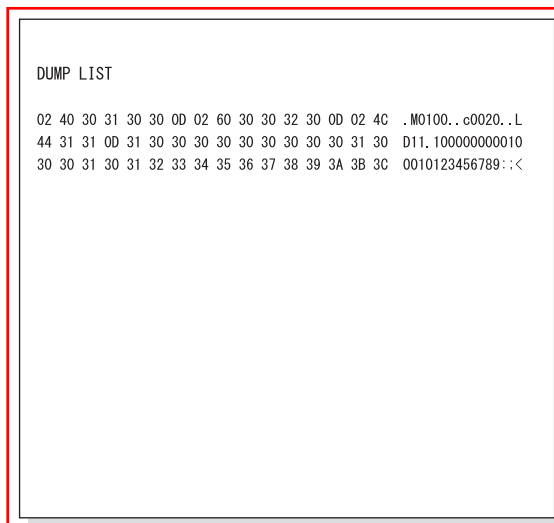 DUMP LIST
02 40 30 31 30 30 0D 02 60 30 30 32 30 0D 02 4C .M0100..c0020..L
44 31 31 0D 31 30 30 30 30 30 30 30 30 30 31 30 D11.100000000010
30 30 31 30 31 32 33 34 35 36 37 38 39 3A 3B 3C 0010123456789:;<